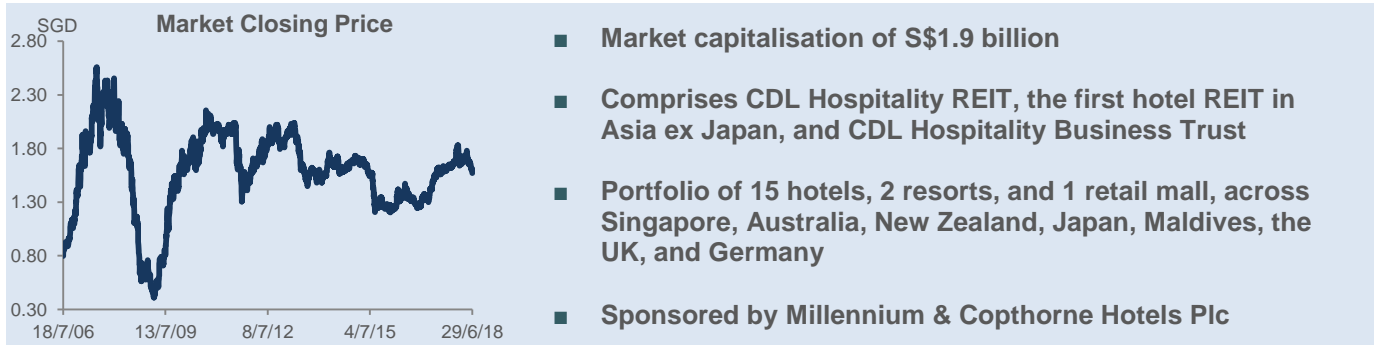 SGD
Market Closing Price
2.80
2.30
1.80
1.30
0.80
0.30
18/7/06
13/7/09
8/7/12
4/7/15
29/6/18
■ Market capitalisation of S$1.9 billion
■ Comprises CDL Hospitality REIT, the first hotel REIT in
Asia ex Japan, and CDL Hospitality Business Trust
■ Portfolio of 15 hotels, 2 resorts, and 1 retail mall, across
Singapore, Australia, New Zealand, Japan, Maldives, the
UK, and Germany
■ Sponsored by Millennium & Copthorne Hotels Plc